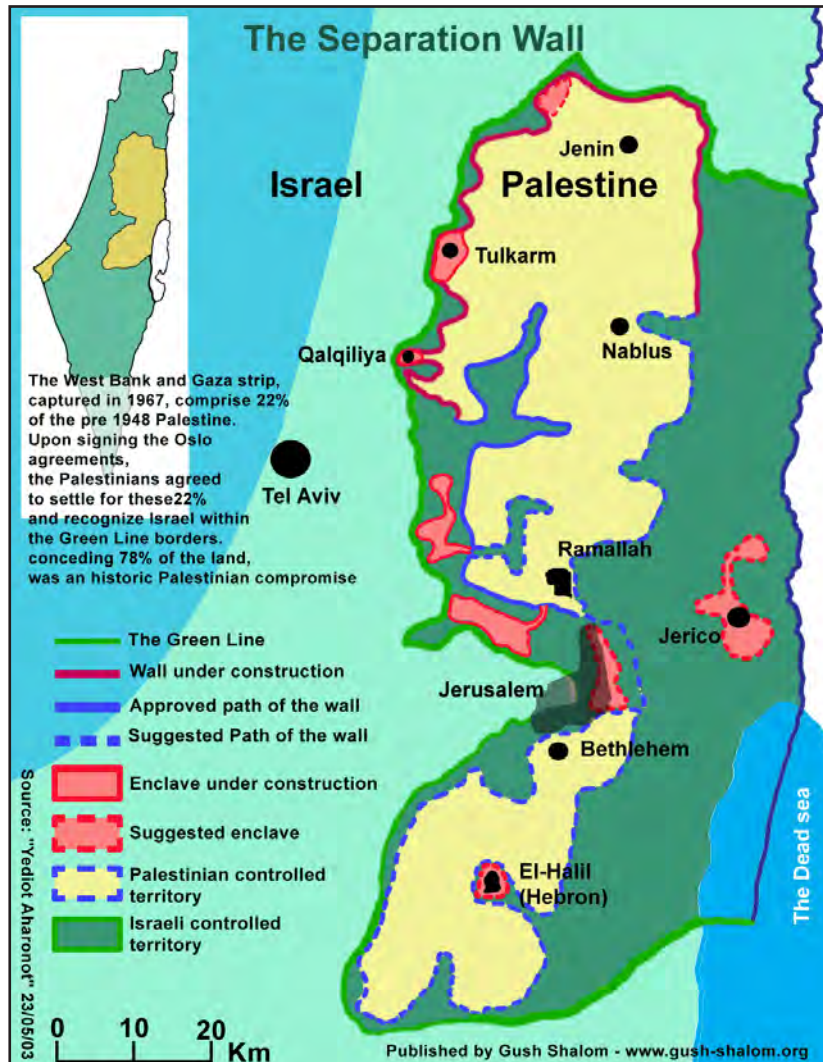 The Separation Wall
Israel
Palestine
Jenin
Tulkarm
Qalqiliya
Nablus
The West Bank and Gaza strip,
captured in 1967, comprise 22%
of the pre 1948 Palestine.
Upon signing the Oslo
agreements,
the Palestinians agreed
to settle for these22%
and recognize Israel within
the Green Line borders.
conceding 78% of the land,
was an historic Palestinian compromise
Tel Aviv
Ramallah
Jerico
Jerusalem
Bethlehem
El-Halil
(Hebron)
The Dead sea
The Green Line
Wall under construction
Approved path of the wall
Suggested Path of the wall
Enclave under construction
Suggested enclave
Palestinian controlled
territory
Israeli controlled
territory
Source: "Yediot Aharonot" 23/05/03
0 10 20
Km
Published by Gush Shalom - www.gush-shalom.org